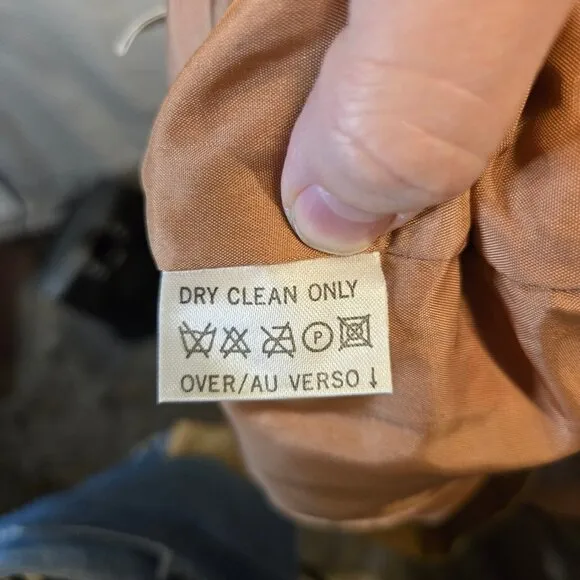 DRY CLEAN ONLY
P
OVER/AU VERSO ↓